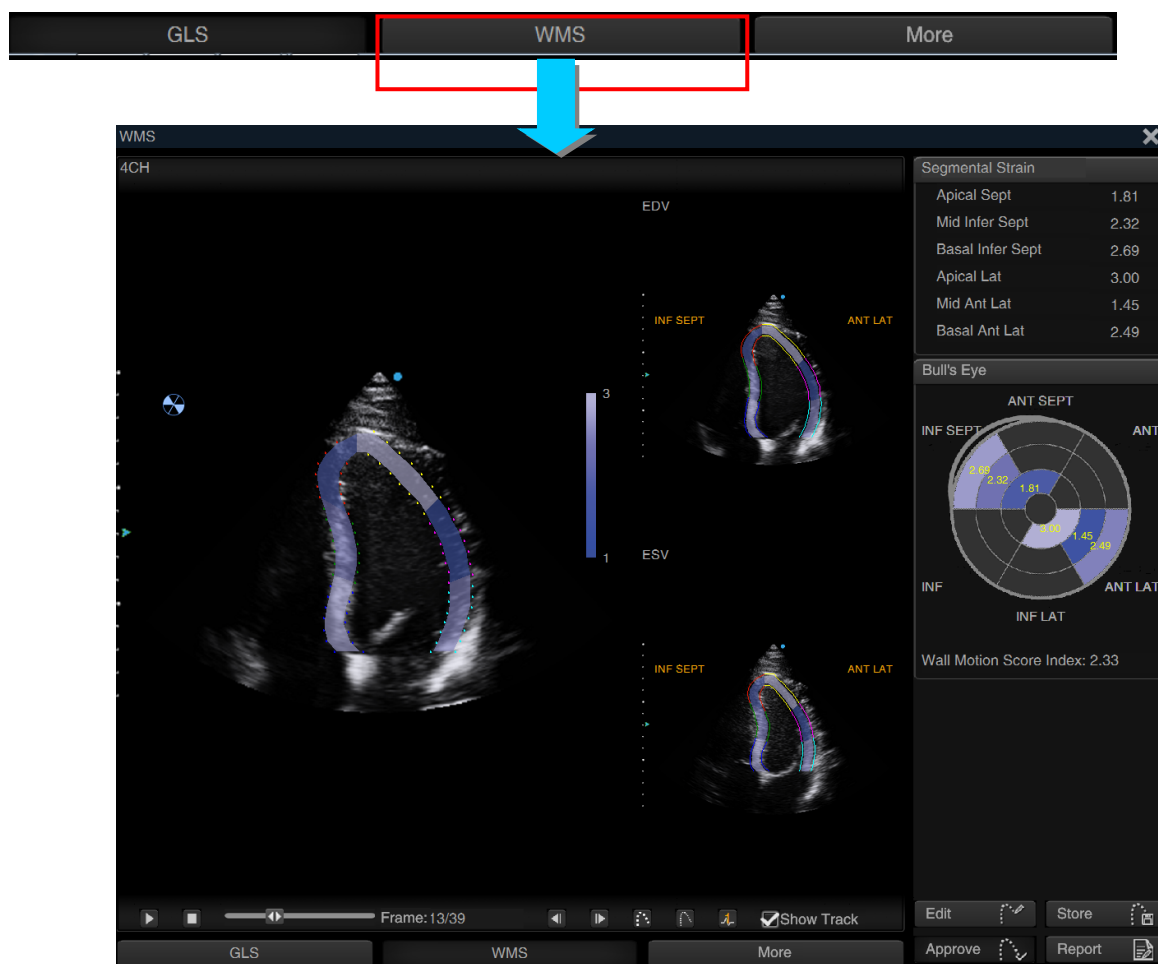 GLS WMS More
WMS
4CH
EDV
INF SEPT ANT LAT
3
1
ESV
INF SEPT ANT LAT
Frame:13/39
Show Track
GLS WMS More
Segmental Strain
Apical Sept 1.81
Mid Infer Sept 2.32
Basal Infer Sept 2.69
Apical Lat 3.00
Mid Ant Lat 1.45
Basal Ant Lat 2.49
Bull's Eye
ANT SEPT
INF SEPT ANT
2.69
2.32
1.81
3.00
1.45
2.49
INF ANT LAT
INF LAT
Wall Motion Score Index: 2.33
Edit Store
Approve Report